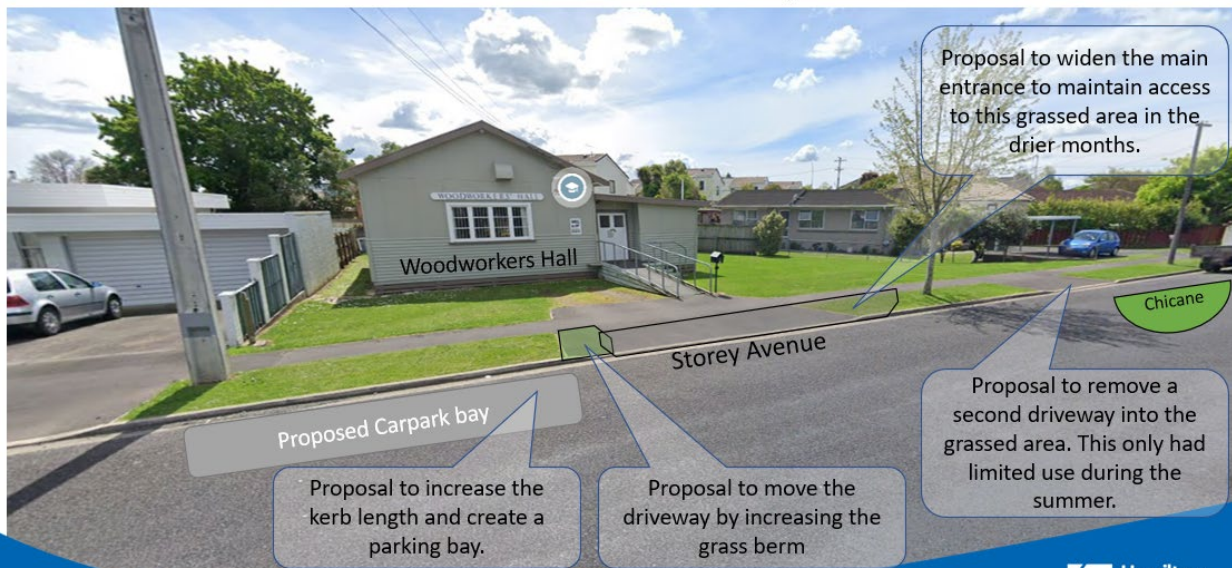 Proposal to widen the main
entrance to maintain access
to this grassed area in the
drier months.
WOODWORKERS' HALL
Woodworkers Hall
Chicane
Storey Avenue
Proposed Carpark bay
Proposal to increase the
kerb length and create a
parking bay.
Proposal to move the
driveway by increasing the
grass berm
Proposal to remove a
second driveway into the
grassed area. This only had
limited use during the
summer.